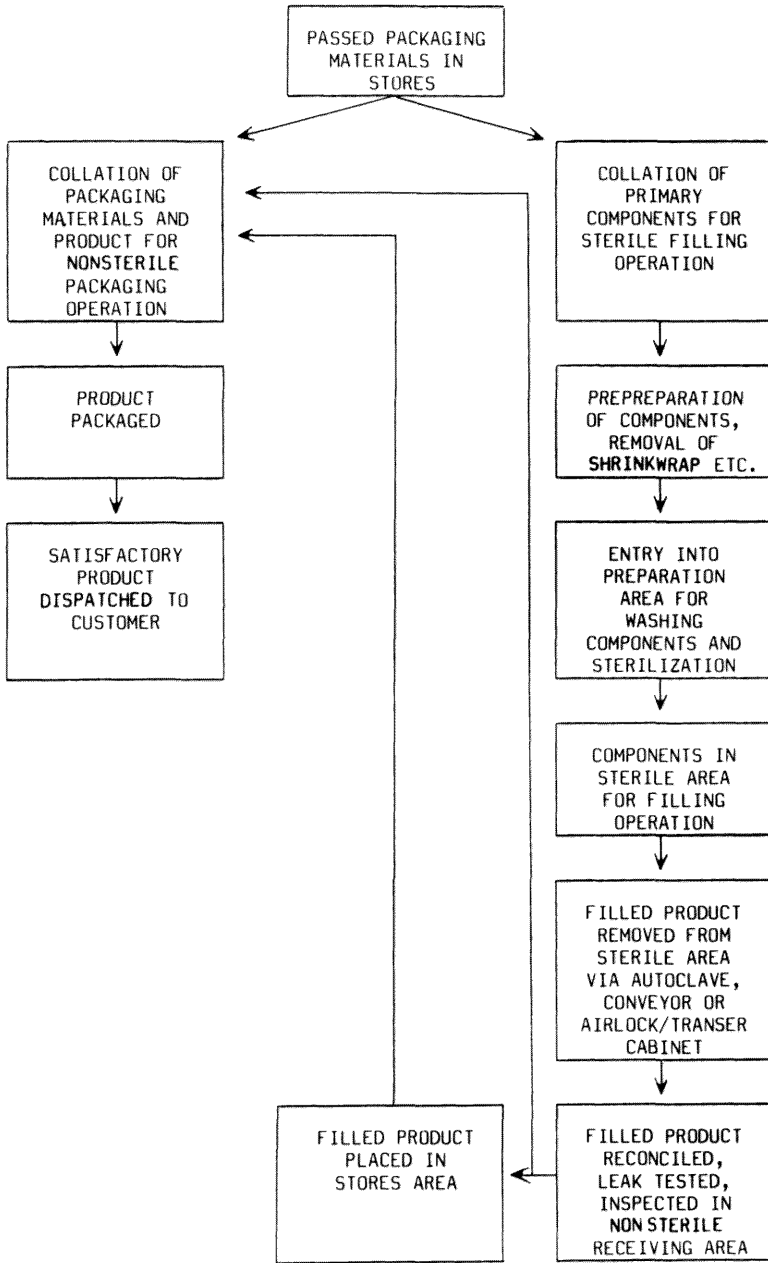 PASSED PACKAGING
MATERIALS IN
STORES
COLLATION OF
PACKAGING
MATERIALS AND
PRODUCT FOR
NONSTERILE
PACKAGING
OPERATION
PRODUCT
PACKAGED
SATISFACTORY
PRODUCT
DISPATCHED TO
CUSTOMER
COLLATION OF
PRIMARY
COMPONENTS FOR
STERILE FILLING
OPERATION
PREPREPARATION
OF COMPONENTS,
REMOVAL OF
SHRINKWRAP ETC.
ENTRY INTO
PREPARATION
AREA FOR
WASHING
COMPONENTS AND
STERILIZATION
COMPONENTS IN
STERILE AREA
FOR FILLING
OPERATION
FILLED PRODUCT
REMOVED FROM
STERILE AREA
VIA AUTOCLAVE,
CONVEYOR OR
AIRLOCK/TRANSER
CABINET
FILLED PRODUCT
RECONCILED,
LEAK TESTED,
INSPECTED IN
NONSTERILE
RECEIVING AREA
FILLED PRODUCT
PLACED IN
STORES AREA